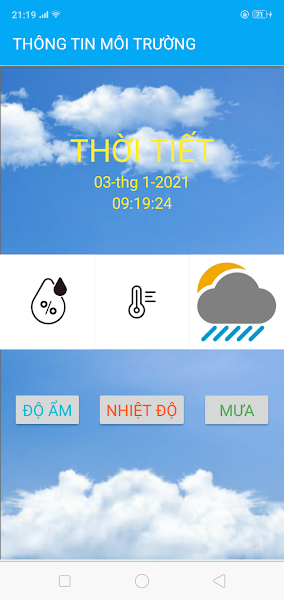 21:19 71
THÔNG TIN MÔI TRƯỜNG
THỜI TIẾT
03-thg 1-2021
09:19:24
%
ĐỘ ẨM NHIỆT ĐỘ MƯA